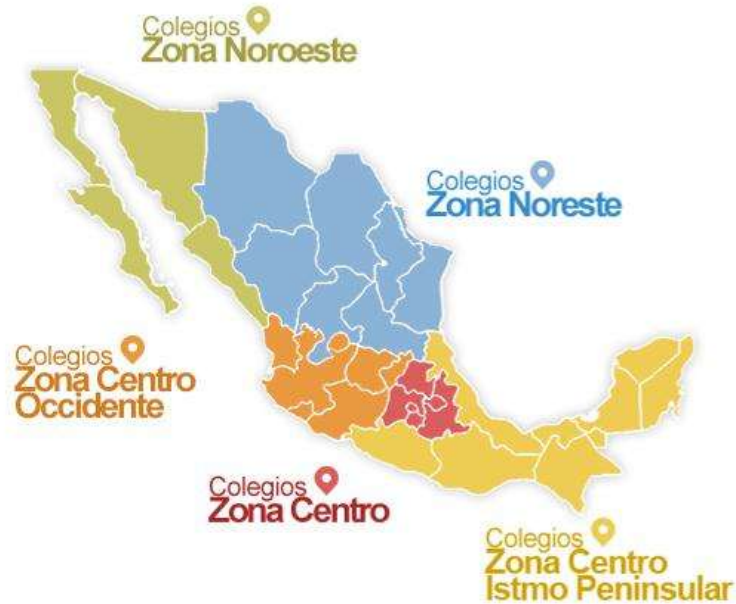 Colegios
Zona Noroeste
Colegios
Zona Noreste
Colegios
Zona Centro
Occidente
Colegios
Zona Centro
Colegios
Zona Centro
Istmo Peninsular